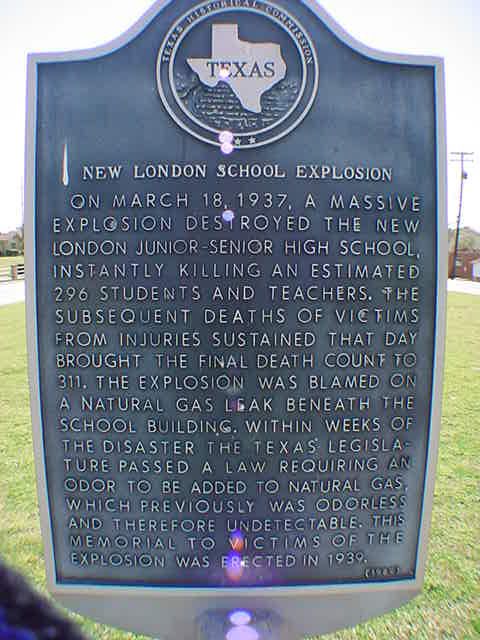 TEXAS HISTORICAL COMMISSION
TEXAS
NEW LONDON SCHOOL EXPLOSION
ON MARCH 18, 1937, A MASSIVE
EXPLOSION DESTROYED THE NEW
LONDON JUNIOR-SENIOR HIGH SCHOOL,
INSTANTLY KILLING AN ESTIMATED
296 STUDENTS AND TEACHERS. THE
SUBSEQUENT DEATHS OF VICTIMS
FROM INJURIES SUSTAINED THAT DAY
BROUGHT THE FINAL DEATH COUNT TO
311. THE EXPLOSION WAS BLAMED ON
A NATURAL GAS LEAK BENEATH THE
SCHOOL BUILDING. WITHIN WEEKS OF
THE DISASTER THE TEXAS LEGISLA-
TURE PASSED A LAW REQUIRING AN
ODOR TO BE ADDED TO NATURAL GAS,
WHICH PREVIOUSLY WAS ODORLESS
AND THEREFORE UNDETECTABLE. THIS
MEMORIAL TO VICTIMS OF THE
EXPLOSION WAS ERECTED IN 1939.